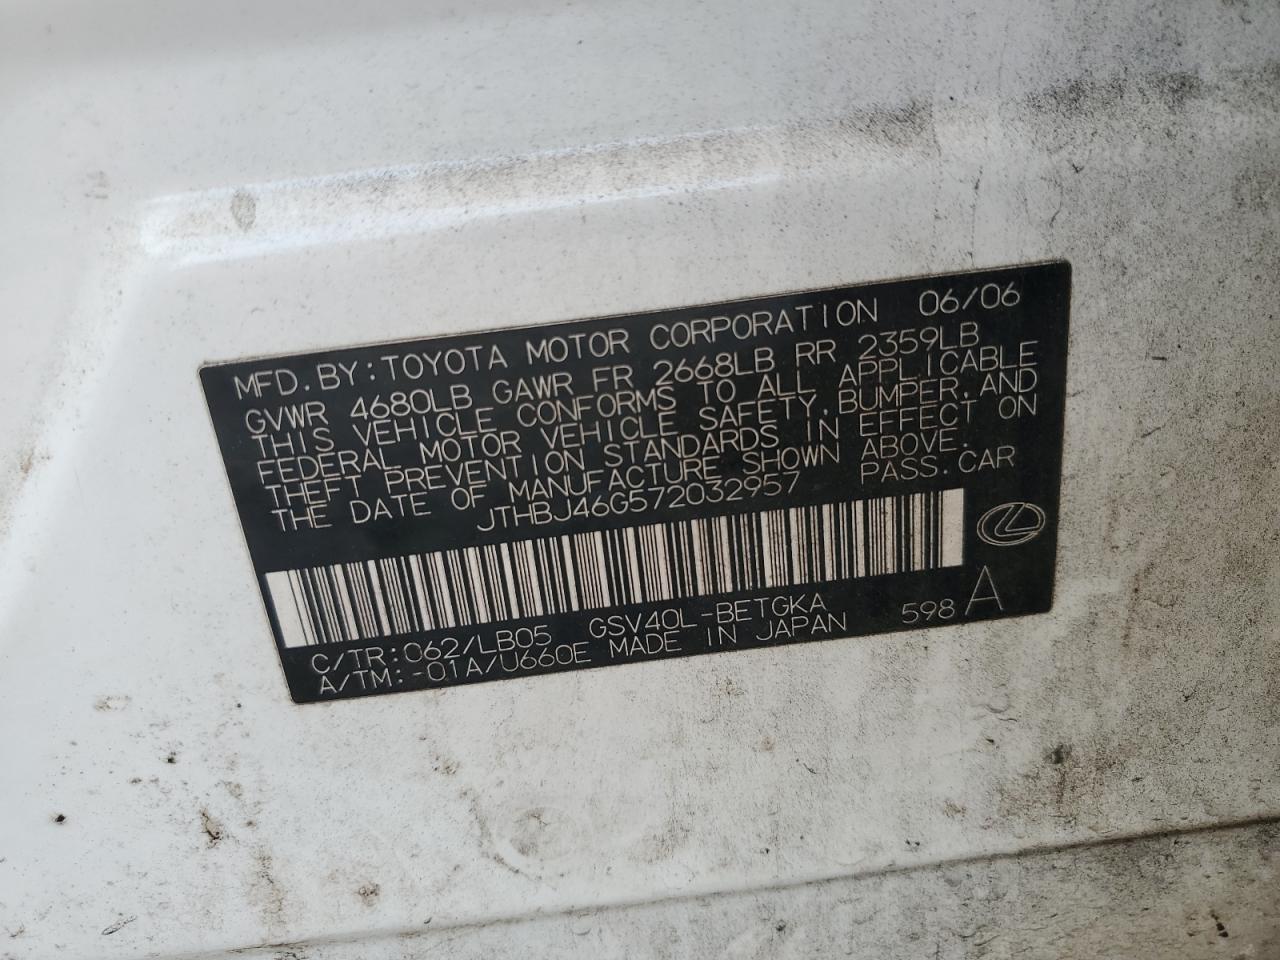 MFD. BY: TOYOTA MOTOR CORPORATION 06/06
GVWR 4680LB GAWR FR 2668LB RR 2359LB
THIS VEHICLE CONFORMS TO ALL APPLICABLE
FEDERAL MOTOR VEHICLE SAFETY, BUMPER, AND
THEFT PREVENTION STANDARDS IN EFFECT ON
THE DATE OF MANUFACTURE SHOWN ABOVE.
JTHBJ46G572032957 PASS. CAR
C/TR: 062/LB05 GSV40L-BETGKA 598 A
A/TM: -01A/U660E MADE IN JAPAN